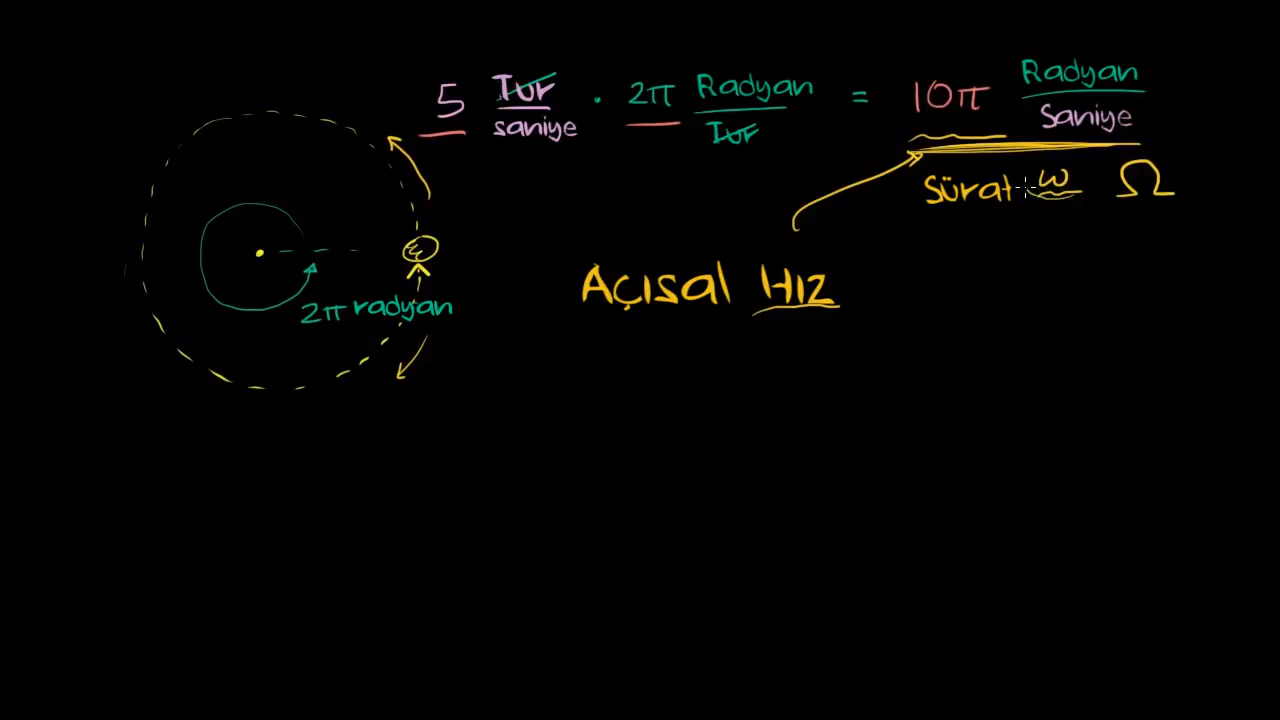 5 Tur/saniye · 2π Radyan/Tur = 10π Radyan/Saniye
Sürat ω Ω
Açısal Hız
2π radyan